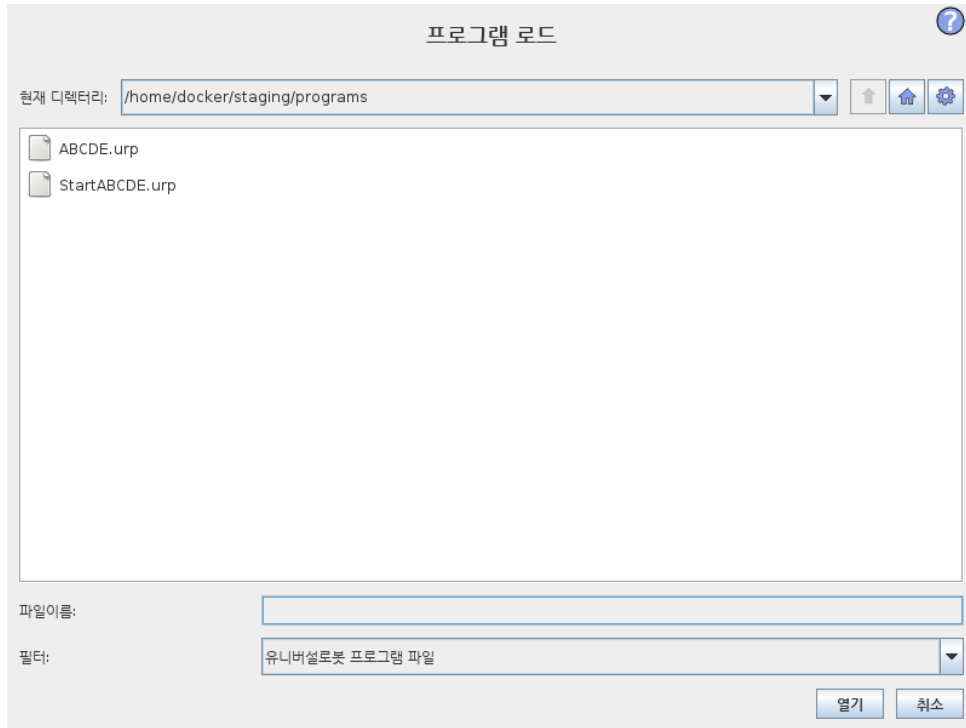 프로그램 로드
?
현재 디렉터리: /home/docker/staging/programs
ABCDE.urp
StartABCDE.urp
파일이름:
필터: 유니버설로봇 프로그램 파일
열기 취소